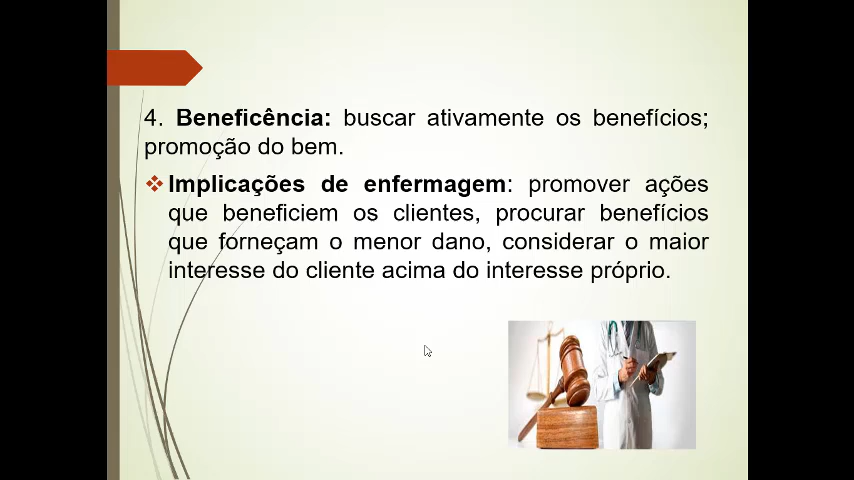 4. Beneficência: buscar ativamente os benefícios;
promoção do bem.
Implicações de enfermagem: promover ações
que beneficiem os clientes, procurar benefícios
que forneçam o menor dano, considerar o maior
interesse do cliente acima do interesse próprio.